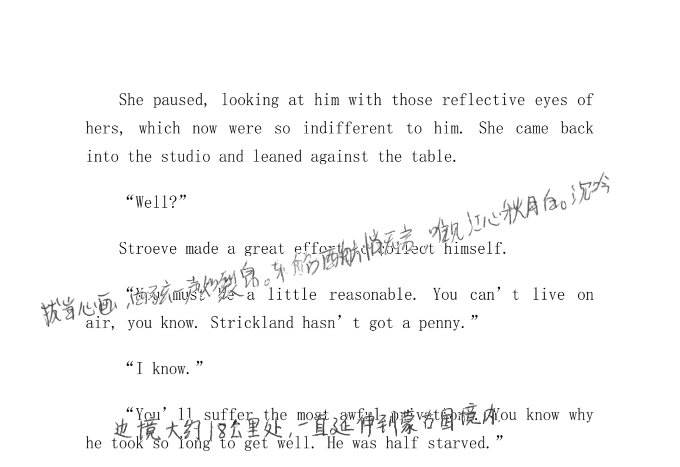 She paused, looking at him with those reflective eyes of
hers, which now were so indifferent to him. She came back
into the studio and leaned against the table.
“Well?”
Stroeve made a great effort to collect himself.
拨当心画,四弦一声如裂帛。东船西舫悄无言,唯见江心秋月白。沉吟
“You must be a little reasonable. You can’t live on
air, you know. Strickland hasn’t got a penny.”
“I know.”
“You’ll suffer the most awful privations. You know why
边境大约18公里处,一直延伸到蒙古国境内
he took so long to get well. He was half starved.”